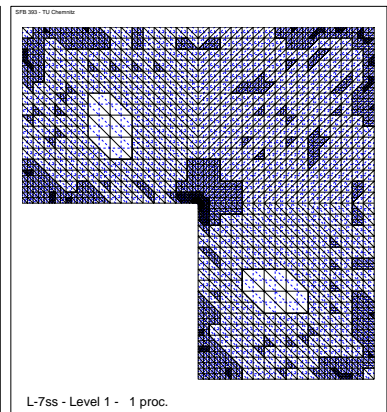 SFB 393 - TU Chemnitz
L-7ss - Level 1 - 1 proc.